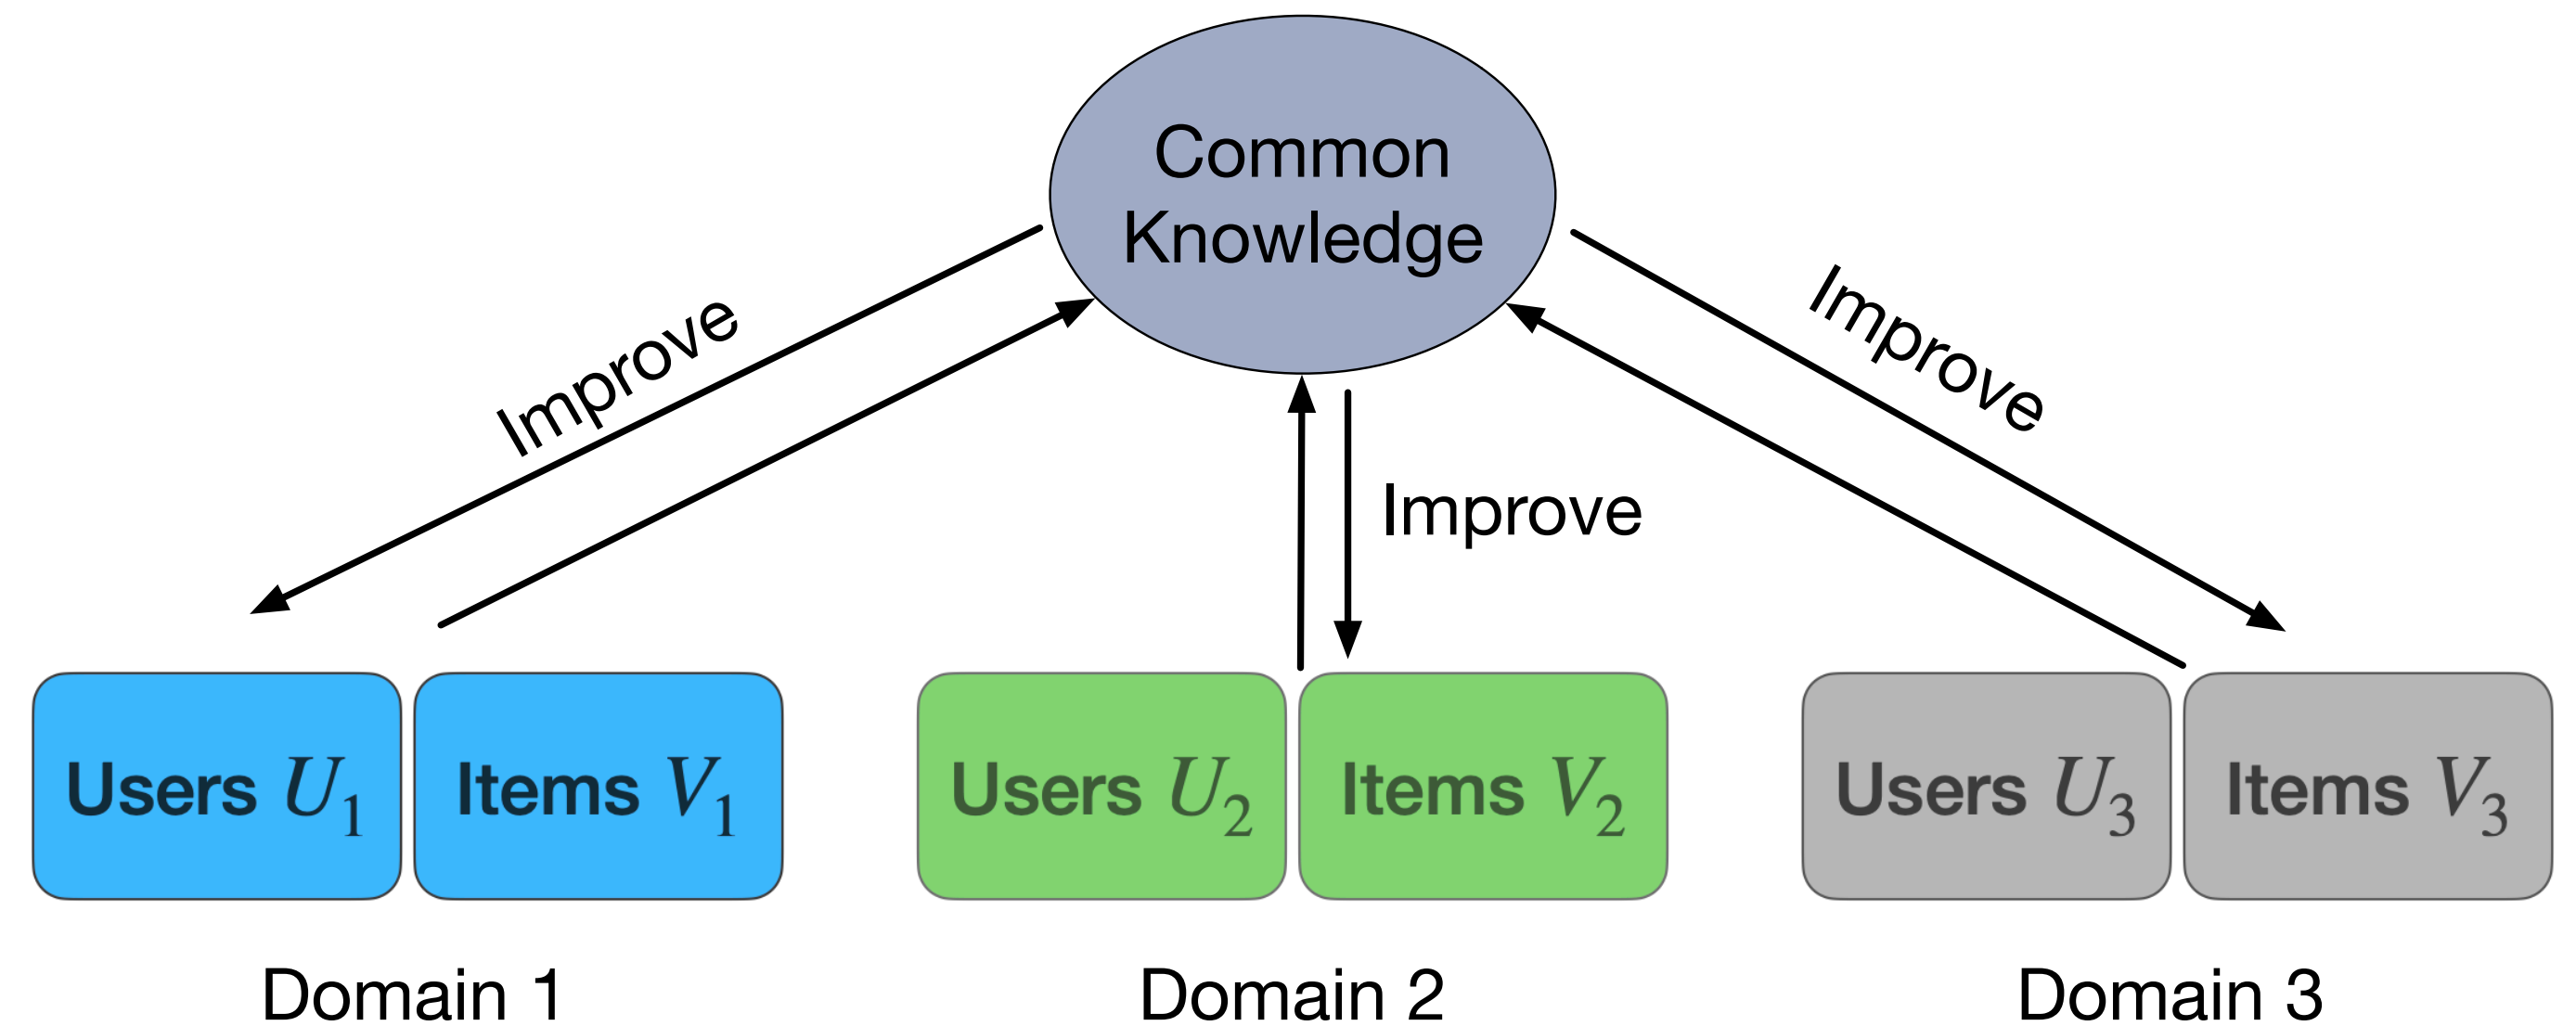 Common
Knowledge
Improve
Improve
Improve
Users U1
Items V1
Users U2
Items V2
Users U3
Items V3
Domain 1
Domain 2
Domain 3